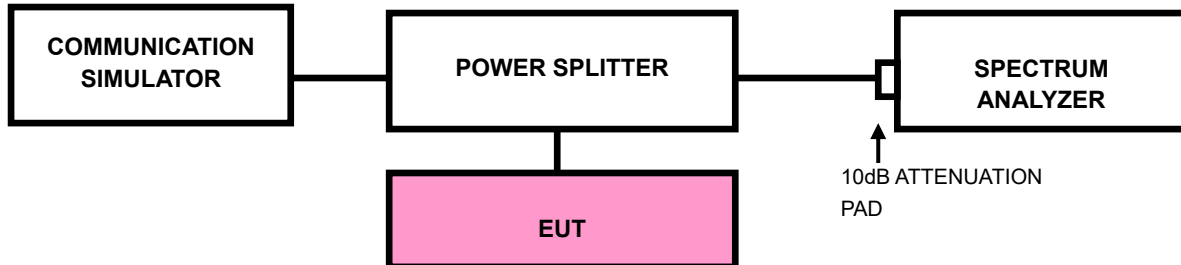 COMMUNICATION
SIMULATOR
POWER SPLITTER
SPECTRUM
ANALYZER
10dB ATTENUATION
PAD
EUT